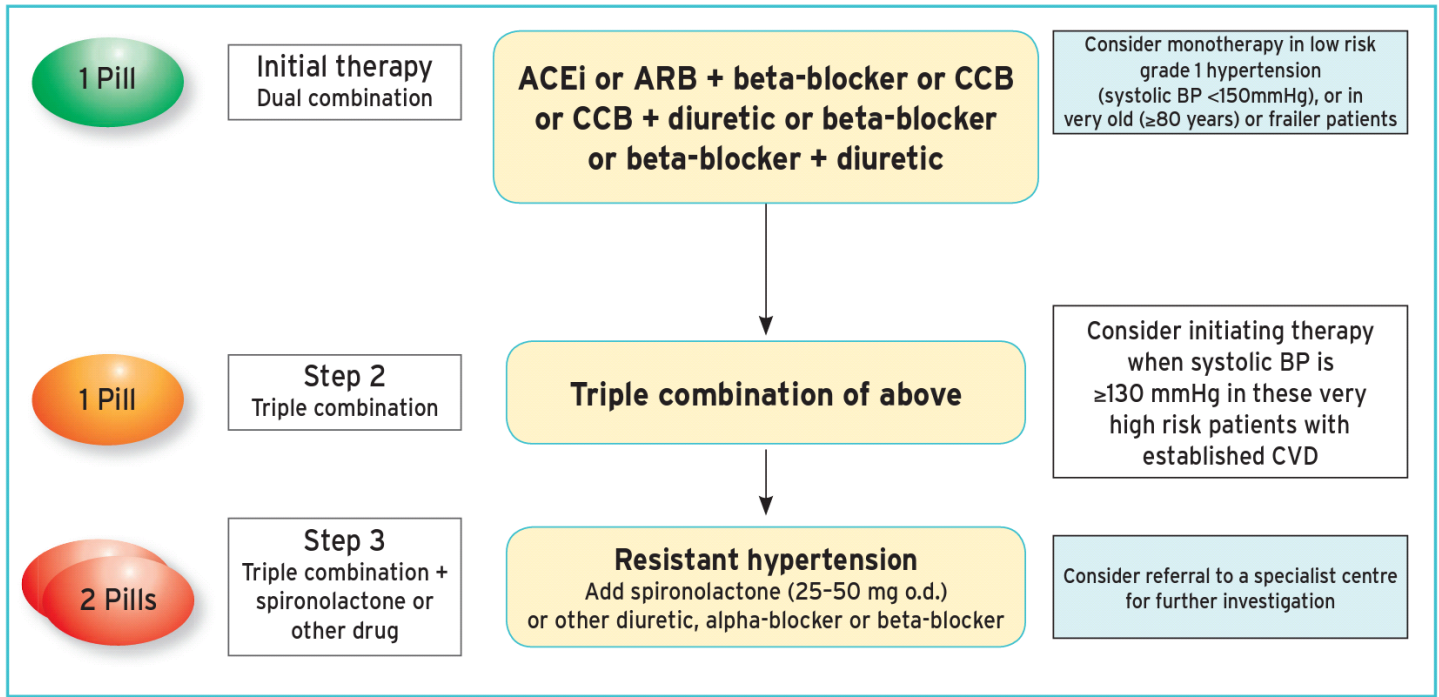 1 Pill
Initial therapy
Dual combination
ACEi or ARB + beta-blocker or CCB
or CCB + diuretic or beta-blocker
or beta-blocker + diuretic
Consider monotherapy in low risk
grade 1 hypertension
(systolic BP <150mmHg), or in
very old (≥80 years) or frailer patients
1 Pill
Step 2
Triple combination
Triple combination of above
Consider initiating therapy
when systolic BP is
≥130 mmHg in these very
high risk patients with
established CVD
2 Pills
Step 3
Triple combination +
spironolactone or
other drug
Resistant hypertension
Add spironolactone (25–50 mg o.d.)
or other diuretic, alpha-blocker or beta-blocker
Consider referral to a specialist centre
for further investigation